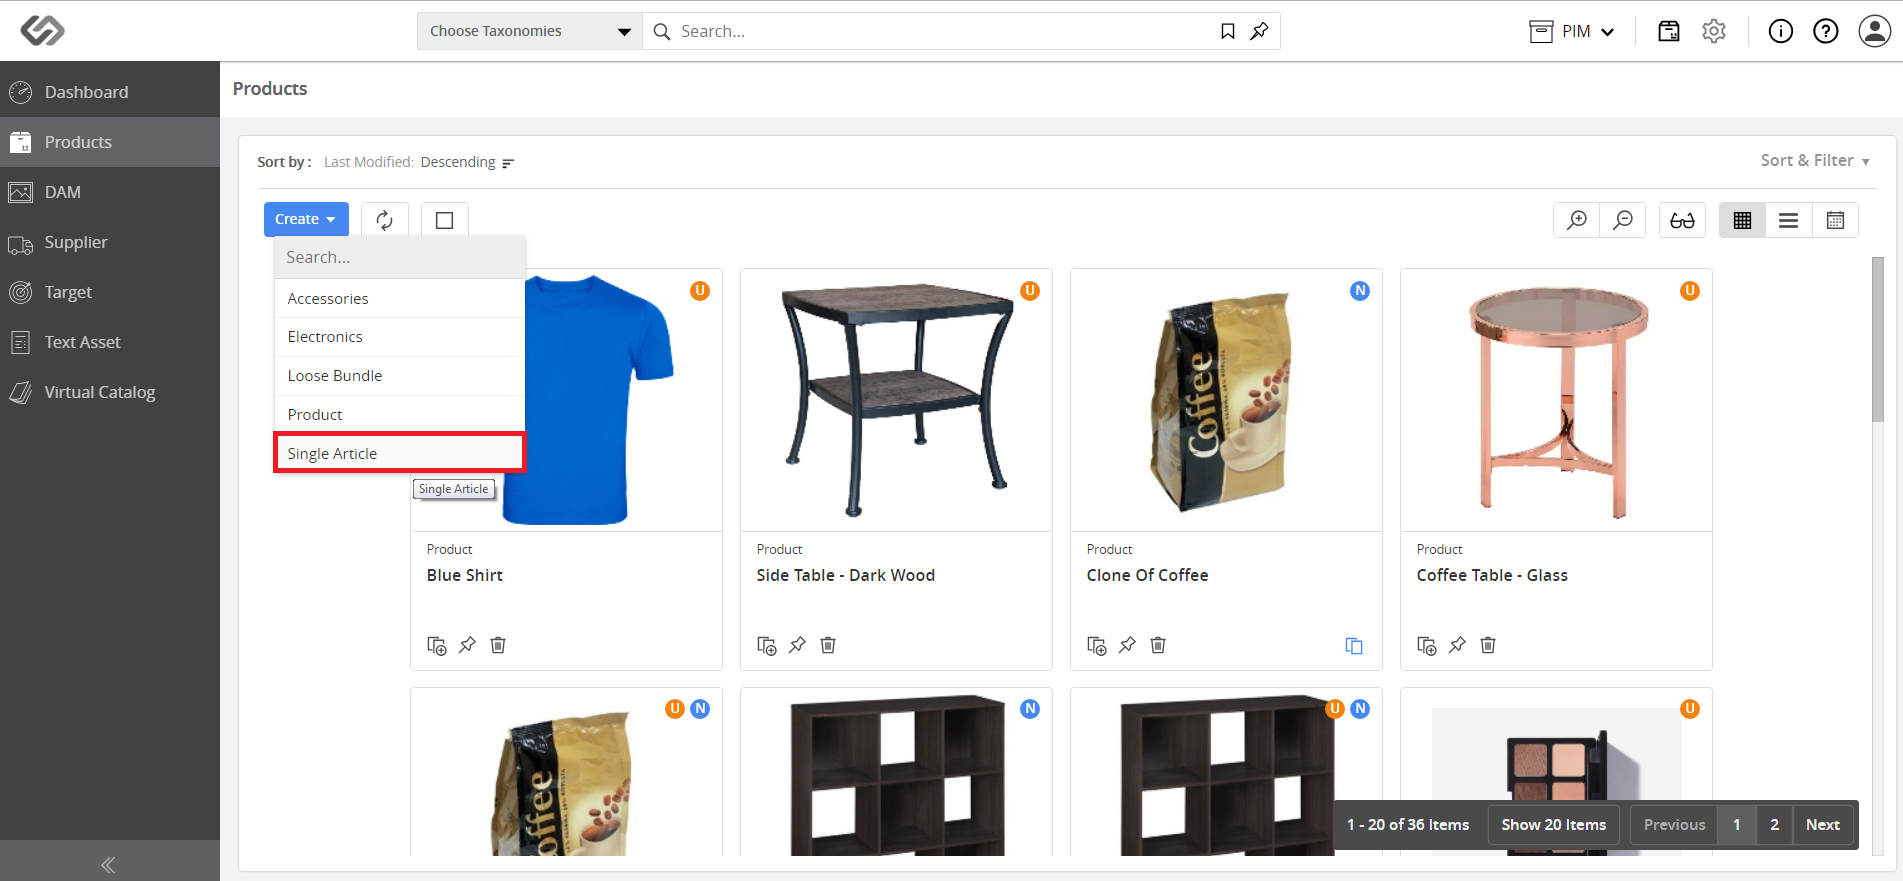 Choose Taxonomies
Search...
PIM
Dashboard
Products
DAM
Supplier
Target
Text Asset
Virtual Catalog
Products
Sort by : Last Modified: Descending
Sort & Filter
Create
Search...
Accessories
Electronics
Loose Bundle
Product
Single Article
Single Article
U
U
N
U
Coffee
Product
Blue Shirt
Product
Side Table - Dark Wood
Product
Clone Of Coffee
Product
Coffee Table - Glass
U N
N
U N
U
Coffee
1 - 20 of 36 Items
Show 20 Items
Previous 1 2 Next